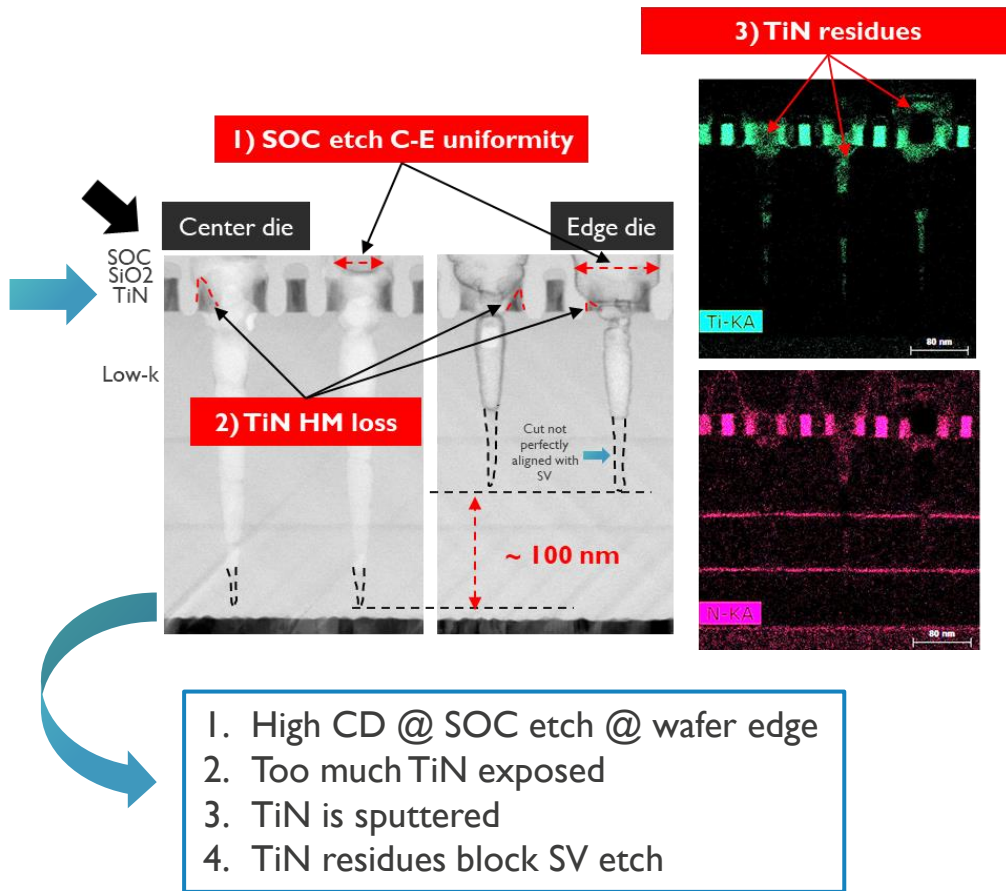 3) TiN residues
1) SOC etch C-E uniformity
Center die
Edge die
SOC
SiO2
TiN
Low-k
2) TiN HM loss
Cut not
perfectly
aligned with
SV
~ 100 nm
Ti-KA
80 nm
N-KA
80 nm
1. High CD @ SOC etch @ wafer edge
2. Too much TiN exposed
3. TiN is sputtered
4. TiN residues block SV etch